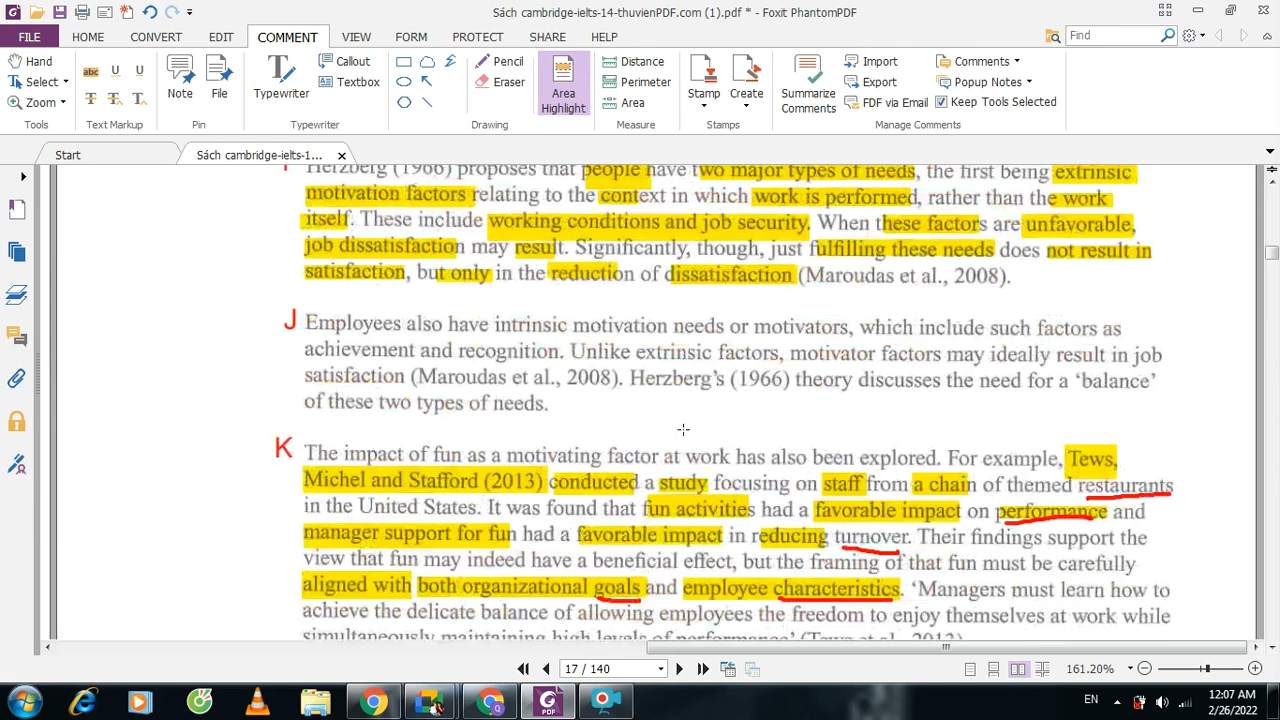 Sách cambridge-ielts-14-thuvienPDF.com (1).pdf * - Foxit PhantomPDF
FILE HOME CONVERT EDIT COMMENT VIEW FORM PROTECT SHARE HELP Find
Hand
Select
Zoom
Tools
abc U U
T T T
Text Markup
Note File
Pin
Typewriter
Callout
Textbox
Typewriter
Pencil
Eraser
Drawing
Area
Highlight
Distance
Perimeter
Area
Measure
Stamp Create
Stamps
Summarize
Comments
Import
Export
FDF via Email
Comments
Popup Notes
Keep Tools Selected
Manage Comments
Start Sách cambridge-ielts-1...
Herzberg (1966) proposes that people have two major types of needs, the first being extrinsic
motivation factors relating to the context in which work is performed, rather than the work
itself. These include working conditions and job security. When these factors are unfavorable,
job dissatisfaction may result. Significantly, though, just fulfilling these needs does not result in
satisfaction, but only in the reduction of dissatisfaction (Maroudas et al., 2008).
J Employees also have intrinsic motivation needs or motivators, which include such factors as
achievement and recognition. Unlike extrinsic factors, motivator factors may ideally result in job
satisfaction (Maroudas et al., 2008). Herzberg's (1966) theory discusses the need for a 'balance'
of these two types of needs.
K The impact of fun as a motivating factor at work has also been explored. For example, Tews,
Michel and Stafford (2013) conducted a study focusing on staff from a chain of themed restaurants
in the United States. It was found that fun activities had a favorable impact on performance and
manager support for fun had a favorable impact in reducing turnover. Their findings support the
view that fun may indeed have a beneficial effect, but the framing of that fun must be carefully
aligned with both organizational goals and employee characteristics. 'Managers must learn how to
achieve the delicate balance of allowing employees the freedom to enjoy themselves at work while
simultaneously maintaining high levels of performance' (Tews et al., 2013).
17 / 140 161.20%
EN 12:07 AM
2/26/2022